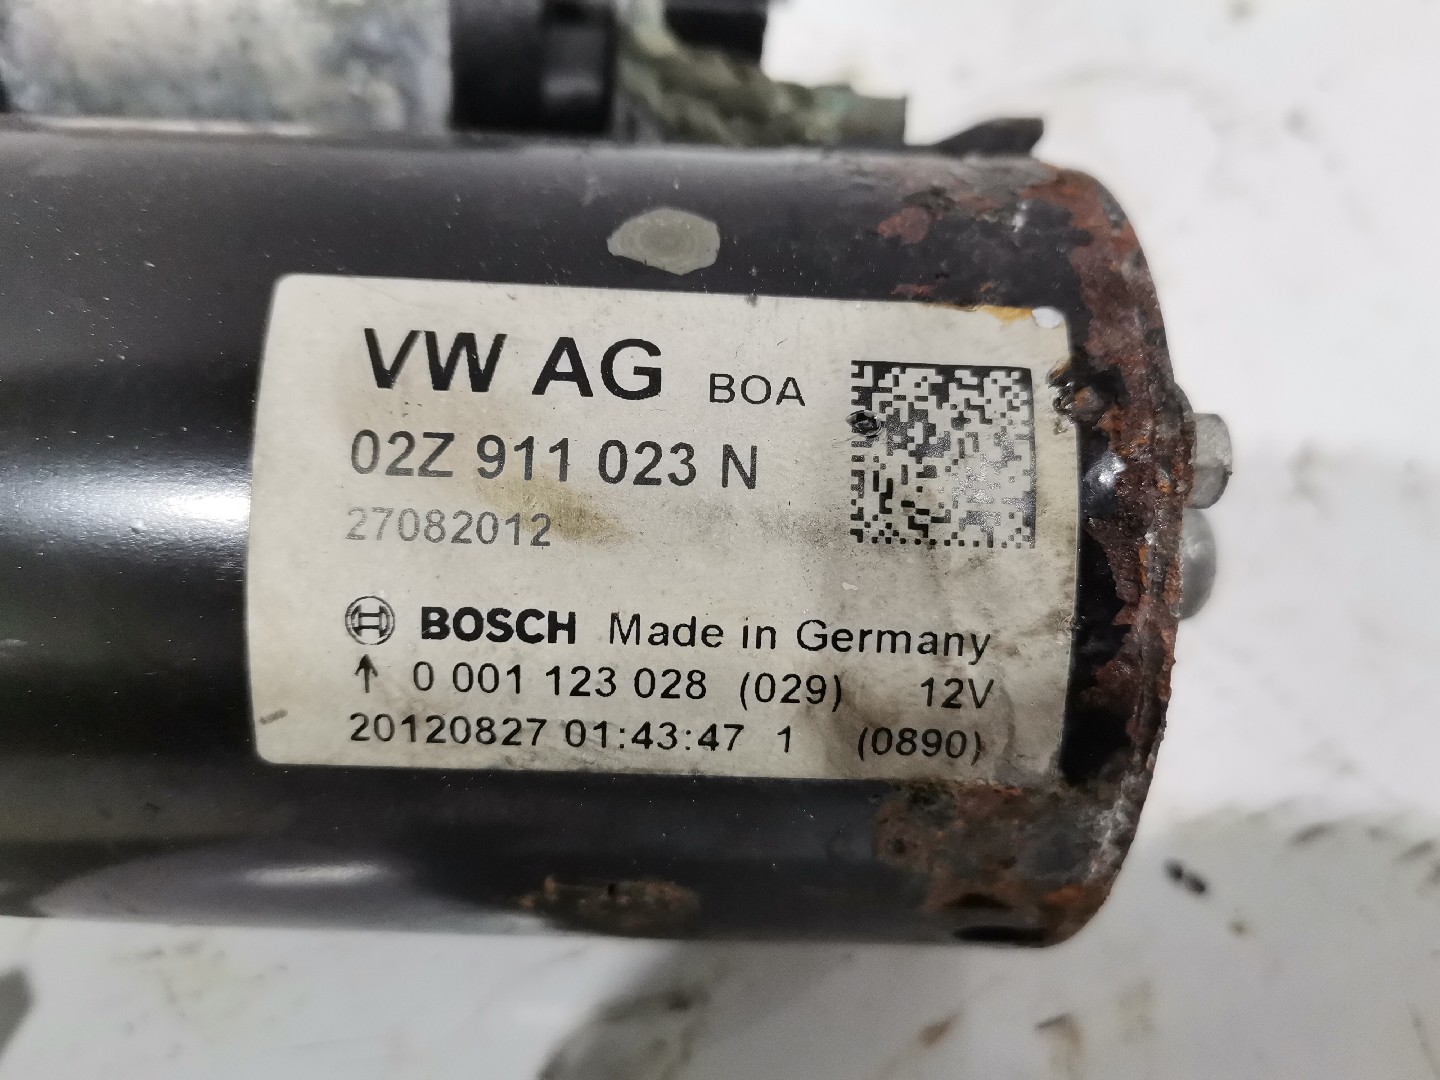 VW AG BOA
02Z 911 023 N
27082012
BOSCH Made in Germany
↑ 0 001 123 028 (029) 12V
20120827 01:43:47 1 (0890)